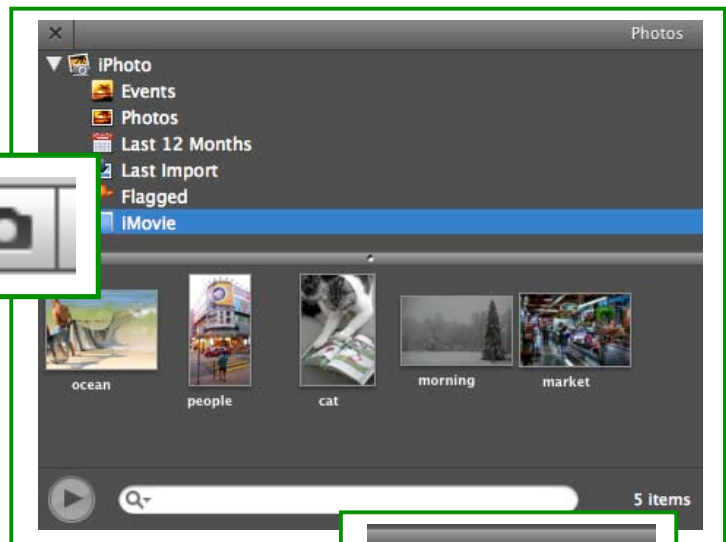 Photos
iPhoto
Events
Photos
Last 12 Months
Last Import
Flagged
iMovie
ocean
people
cat
morning
market
5 items